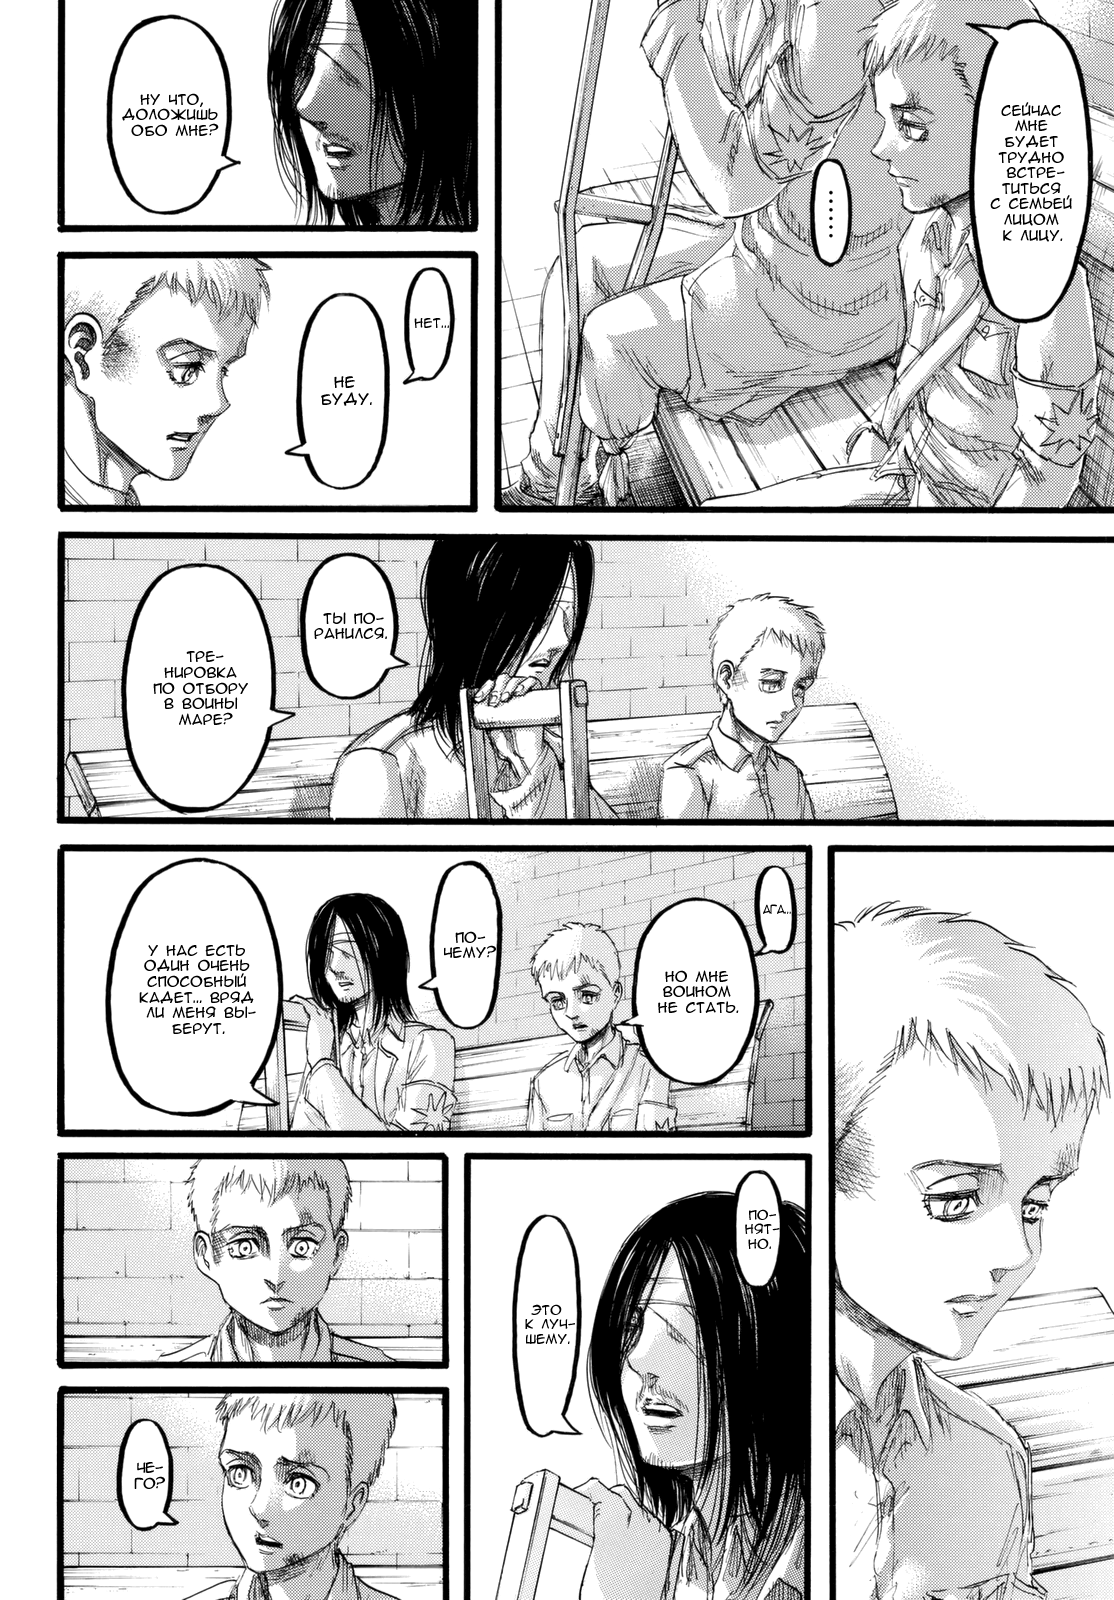 СЕЙЧАС
МНЕ
БУДЕТ
ТРУДНО
ВСТРЕ-
ТИТЬСЯ
С СЕМЬЕЙ
ЛИЦОМ
К ЛИЦУ.
......
НУ ЧТО,
ДОЛОЖИШЬ
ОБО МНЕ?
НЕТ...
НЕ
БУДУ.
ТЫ ПО-
РАНИЛСЯ.
ТРЕ-
НИРОВКА
ПО ОТБОРУ
В ВОИНЫ
МАРЕ?
АГА...
НО МНЕ
ВОИНОМ
НЕ СТАТЬ.
ПО-
ЧЕМУ?
У НАС ЕСТЬ
ОДИН ОЧЕНЬ
СПОСОБНЫЙ
КАДЕТ... ВРЯД
ЛИ МЕНЯ ВЫ-
БЕРУТ.
ПО-
НЯТ-
НО.
ЭТО
К ЛУЧ-
ШЕМУ.
ЧЕ-
ГО?